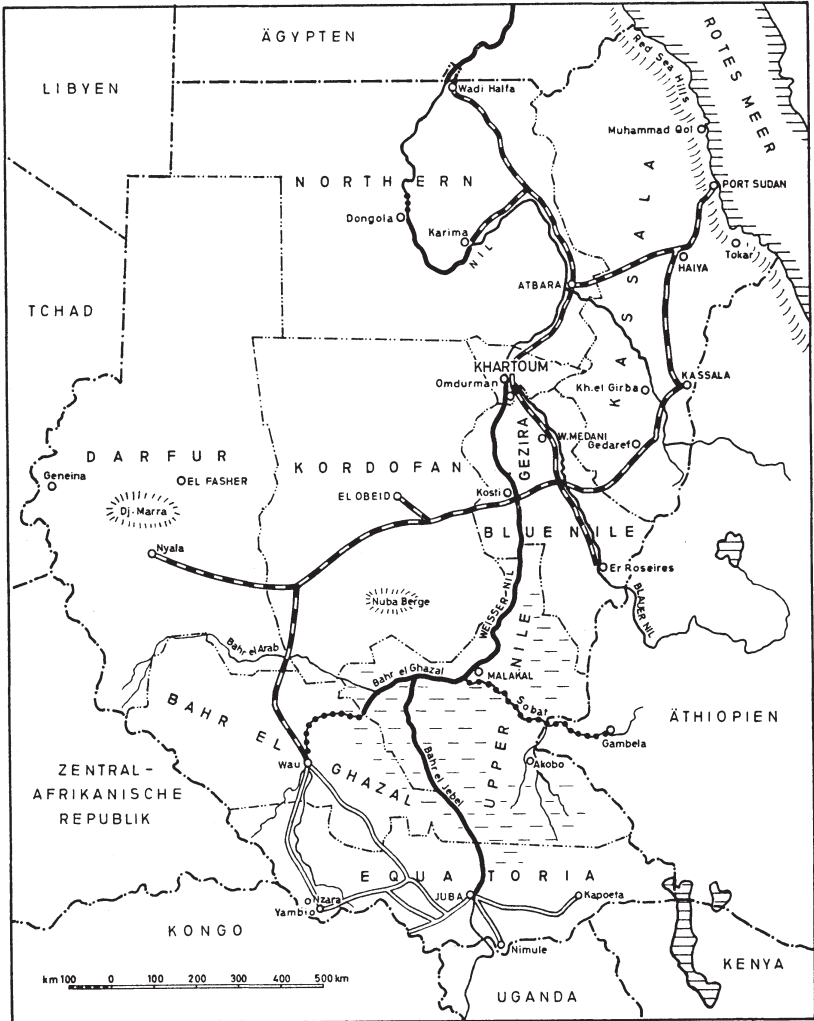 ÄGYPTEN
LIBYEN
ROTES MEER
Red Sea Hills
Wadi Halfa
Muhammad Qol
NORTHERN
PORT SUDAN
Dongola
Karima
NIL
Tokar
HAIYA
ATBARA
TCHAD
KASSALA
KHARTOUM
Omdurman
KASSALA
Kh.el Girba
GEZIRA
W.MEDANI
Gedaref
DARFUR
KORDOFAN
Geneina
EL FASHER
EL OBEID
Kosti
Dj-Marra
BLUE NILE
Nyala
Er Roseires
Nuba Berge
WEISSER-NIL
BLAUER NIL
Bahr el Arab
Bahr el Ghazal
MALAKAL
UPPER NILE
Sobat
BAHR EL GHAZAL
ÄTHIOPIEN
Gambela
Bahr el Jebel
Akobo
Wau
ZENTRAL-
AFRIKANISCHE
REPUBLIK
EQUATORIA
Nzara
Yambio
JUBA
Kapoeta
KONGO
Nimule
KENYA
UGANDA
km 100 0 100 200 300 400 500 km